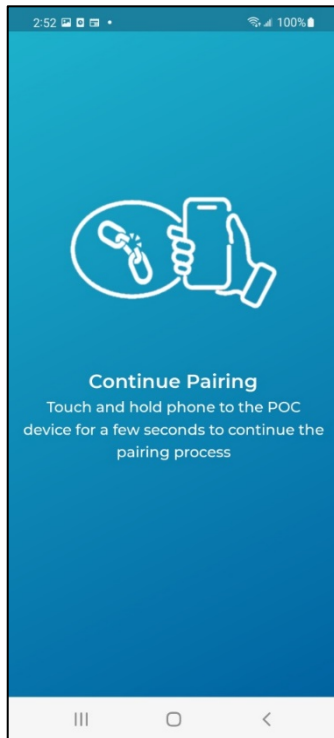 2:52 100%
Continue Pairing
Touch and hold phone to the POC
device for a few seconds to continue the
pairing process